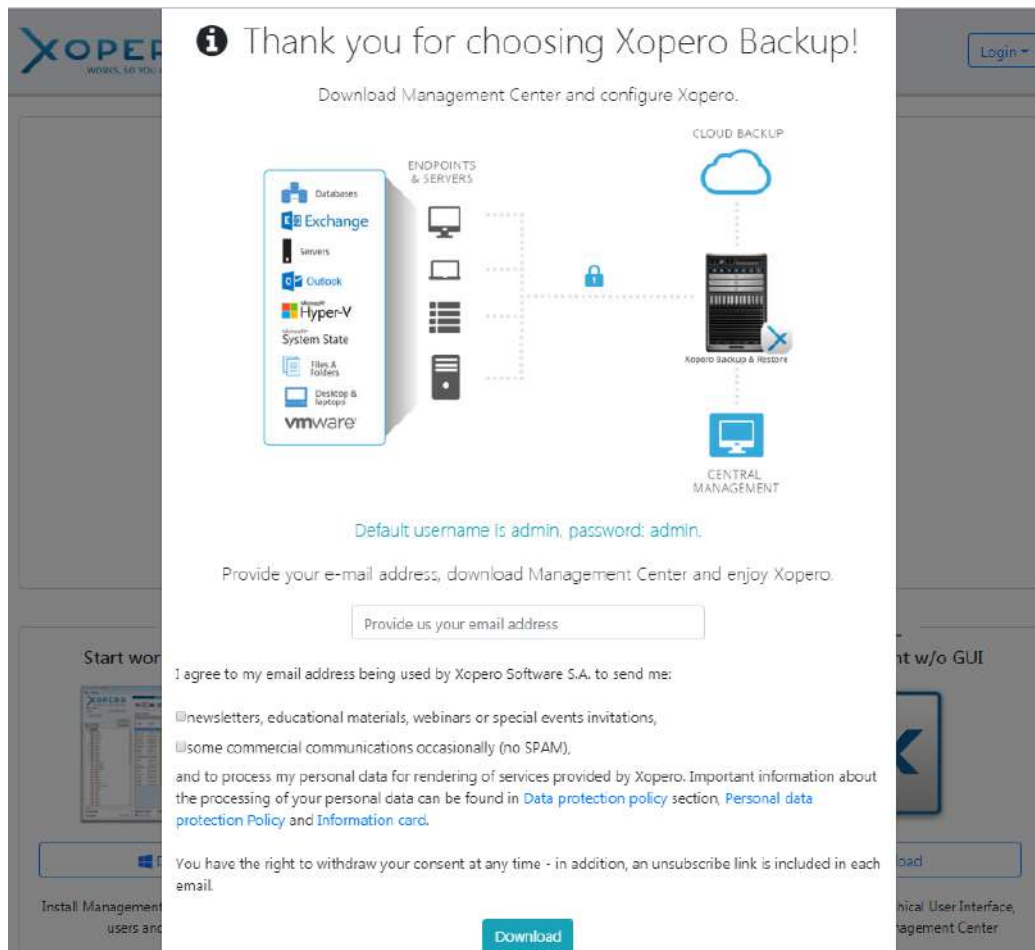 XOPERO
WORKS, SO YOU
Login
Thank you for choosing Xopero Backup!
Download Management Center and configure Xopero.
CLOUD BACKUP
ENDPOINTS
& SERVERS
Databases
Exchange
Servers
Outlook
Microsoft
Hyper-V
Microsoft
System State
Files &
Folders
Desktop &
laptops
vmware
Xopero Backup & Restore
CENTRAL
MANAGEMENT
Default username is admin, password: admin.
Provide your e-mail address, download Management Center and enjoy Xopero.
Provide us your email address
I agree to my email address being used by Xopero Software S.A. to send me:
newsletters, educational materials, webinars or special events invitations,
some commercial communications occasionally (no SPAM),
and to process my personal data for rendering of services provided by Xopero. Important information about
the processing of your personal data can be found in Data protection policy section, Personal data
protection Policy and Information card.
You have the right to withdraw your consent at any time - in addition, an unsubscribe link is included in each
email.
Download
Start wor
Install Management
users and
nt w/o GUI
oad
hical User Interface,
nagement Center